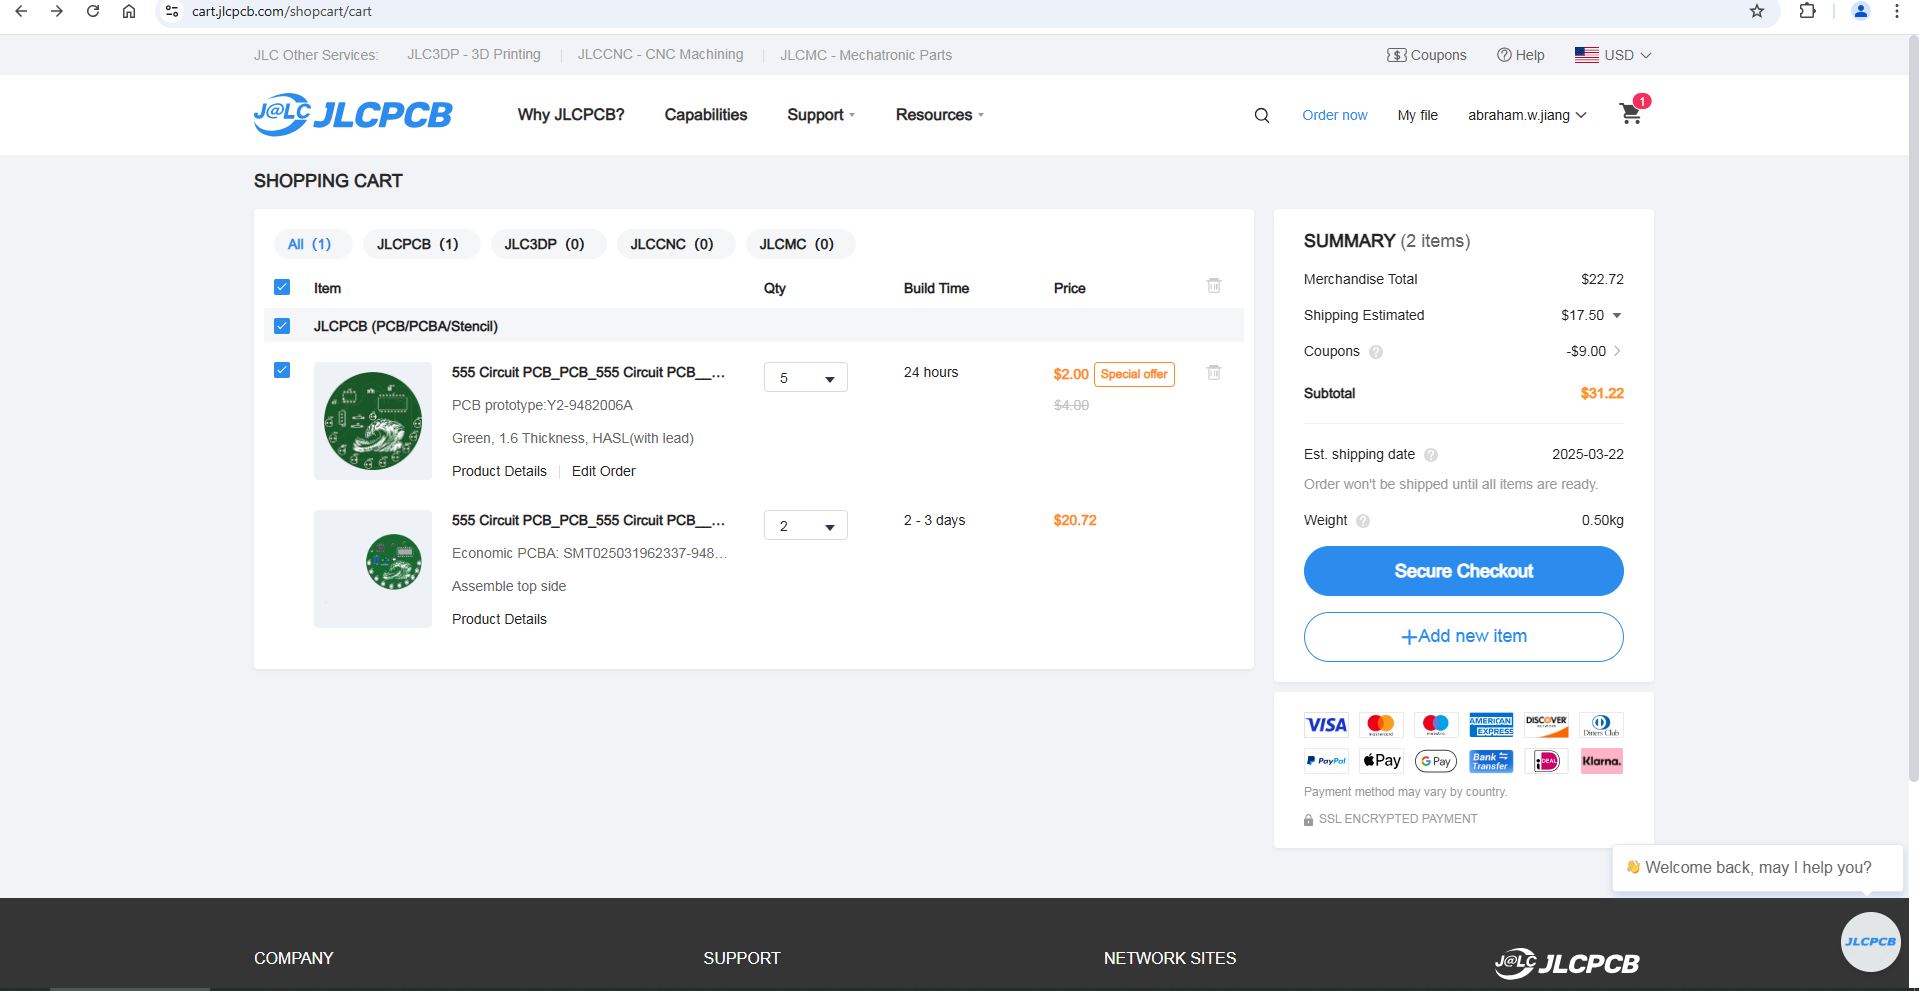 cart.jlcpcb.com/shopcart/cart
JLC Other Services: JLC3DP - 3D Printing JLCCNC - CNC Machining JLCMC - Mechatronic Parts Coupons Help USD
J@LC JLCPCB Why JLCPCB? Capabilities Support Resources Order now My file abraham.w.jiang 1
SHOPPING CART
All (1) JLCPCB (1) JLC3DP (0) JLCCNC (0) JLCMC (0)
Item Qty Build Time Price
JLCPCB (PCB/PCBA/Stencil)
555 Circuit PCB_PCB_555 Circuit PCB__... 5 24 hours $2.00 Special offer
PCB prototype:Y2-9482006A $4.00
Green, 1.6 Thickness, HASL(with lead)
Product Details Edit Order
555 Circuit PCB_PCB_555 Circuit PCB__... 2 2 - 3 days $20.72
Economic PCBA: SMT025031962337-948...
Assemble top side
Product Details
SUMMARY (2 items)
Merchandise Total $22.72
Shipping Estimated $17.50
Coupons -$9.00
Subtotal $31.22
Est. shipping date 2025-03-22
Order won't be shipped until all items are ready.
Weight 0.50kg
Secure Checkout
+Add new item
VISA mastercard maestro AMERICAN EXPRESS DISCOVER NETWORK Diners Club
PayPal Pay G Pay Bank Transfer iDEAL Klarna.
Payment method may vary by country.
SSL ENCRYPTED PAYMENT
👋 Welcome back, may I help you?
JLCPCB
COMPANY SUPPORT NETWORK SITES J@LC JLCPCB